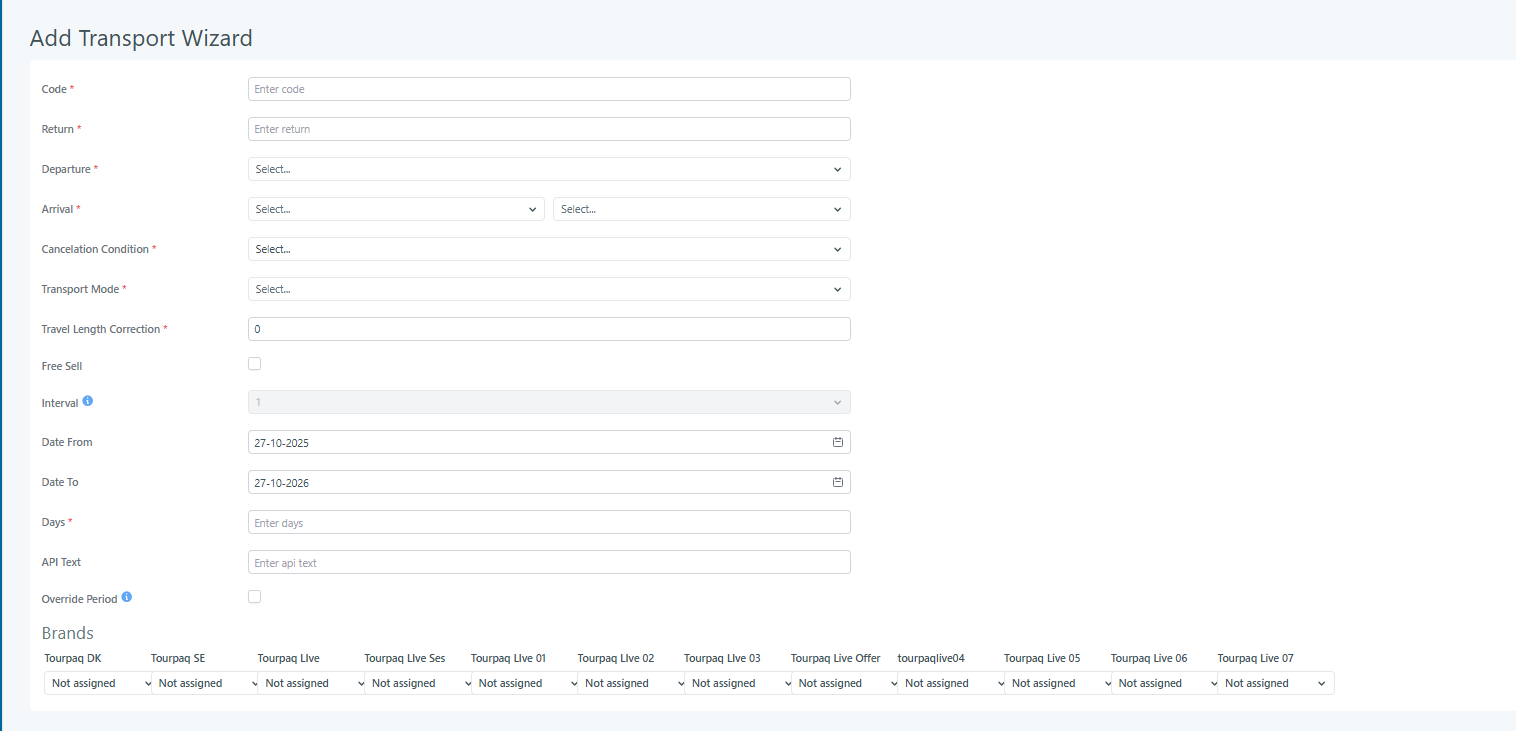 Add Transport Wizard
Code * Enter code
Return * Enter return
Departure * Select...
Arrival * Select... Select...
Cancelation Condition * Select...
Transport Mode * Select...
Travel Length Correction * 0
Free Sell
Interval 1
Date From 27-10-2025
Date To 27-10-2026
Days * Enter days
API Text Enter api text
Override Period
Brands
Tourpaq DK Tourpaq SE Tourpaq LIve Tourpaq LIve Ses Tourpaq LIve 01 Tourpaq LIve 02 Tourpaq LIve 03 Tourpaq Live Offer tourpaqlive04 Tourpaq Live 05 Tourpaq Live 06 Tourpaq Live 07
Not assigned Not assigned Not assigned Not assigned Not assigned Not assigned Not assigned Not assigned Not assigned Not assigned Not assigned Not assigned